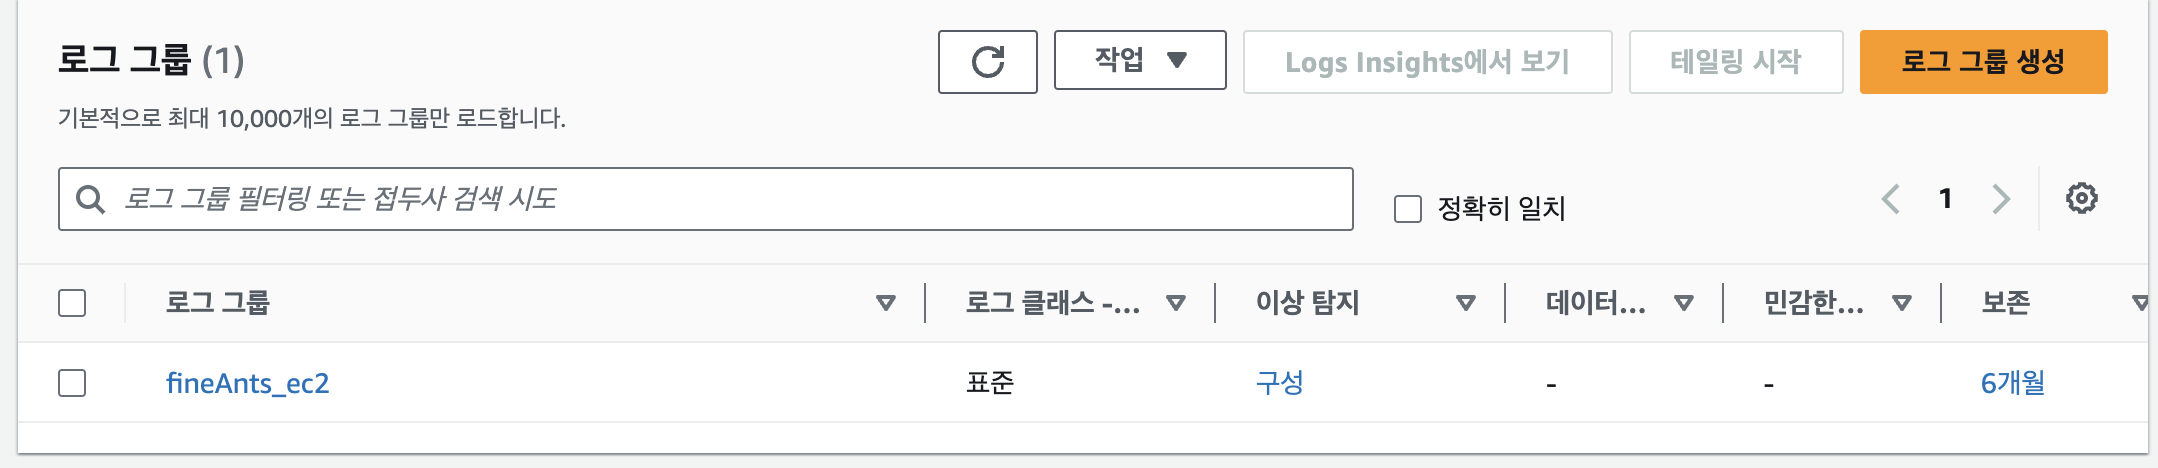 로그 그룹 (1)
작업
Logs Insights에서 보기
테일링 시작
로그 그룹 생성
기본적으로 최대 10,000개의 로그 그룹만 로드합니다.
로그 그룹 필터링 또는 접두사 검색 시도
정확히 일치
1
로그 그룹
로그 클래스 -...
이상 탐지
데이터...
민감한...
보존
fineAnts_ec2
표준
구성
-
-
6개월